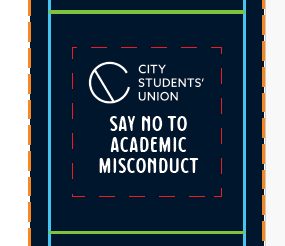 CITY
STUDENTS'
UNION
SAY NO TO
ACADEMIC
MISCONDUCT